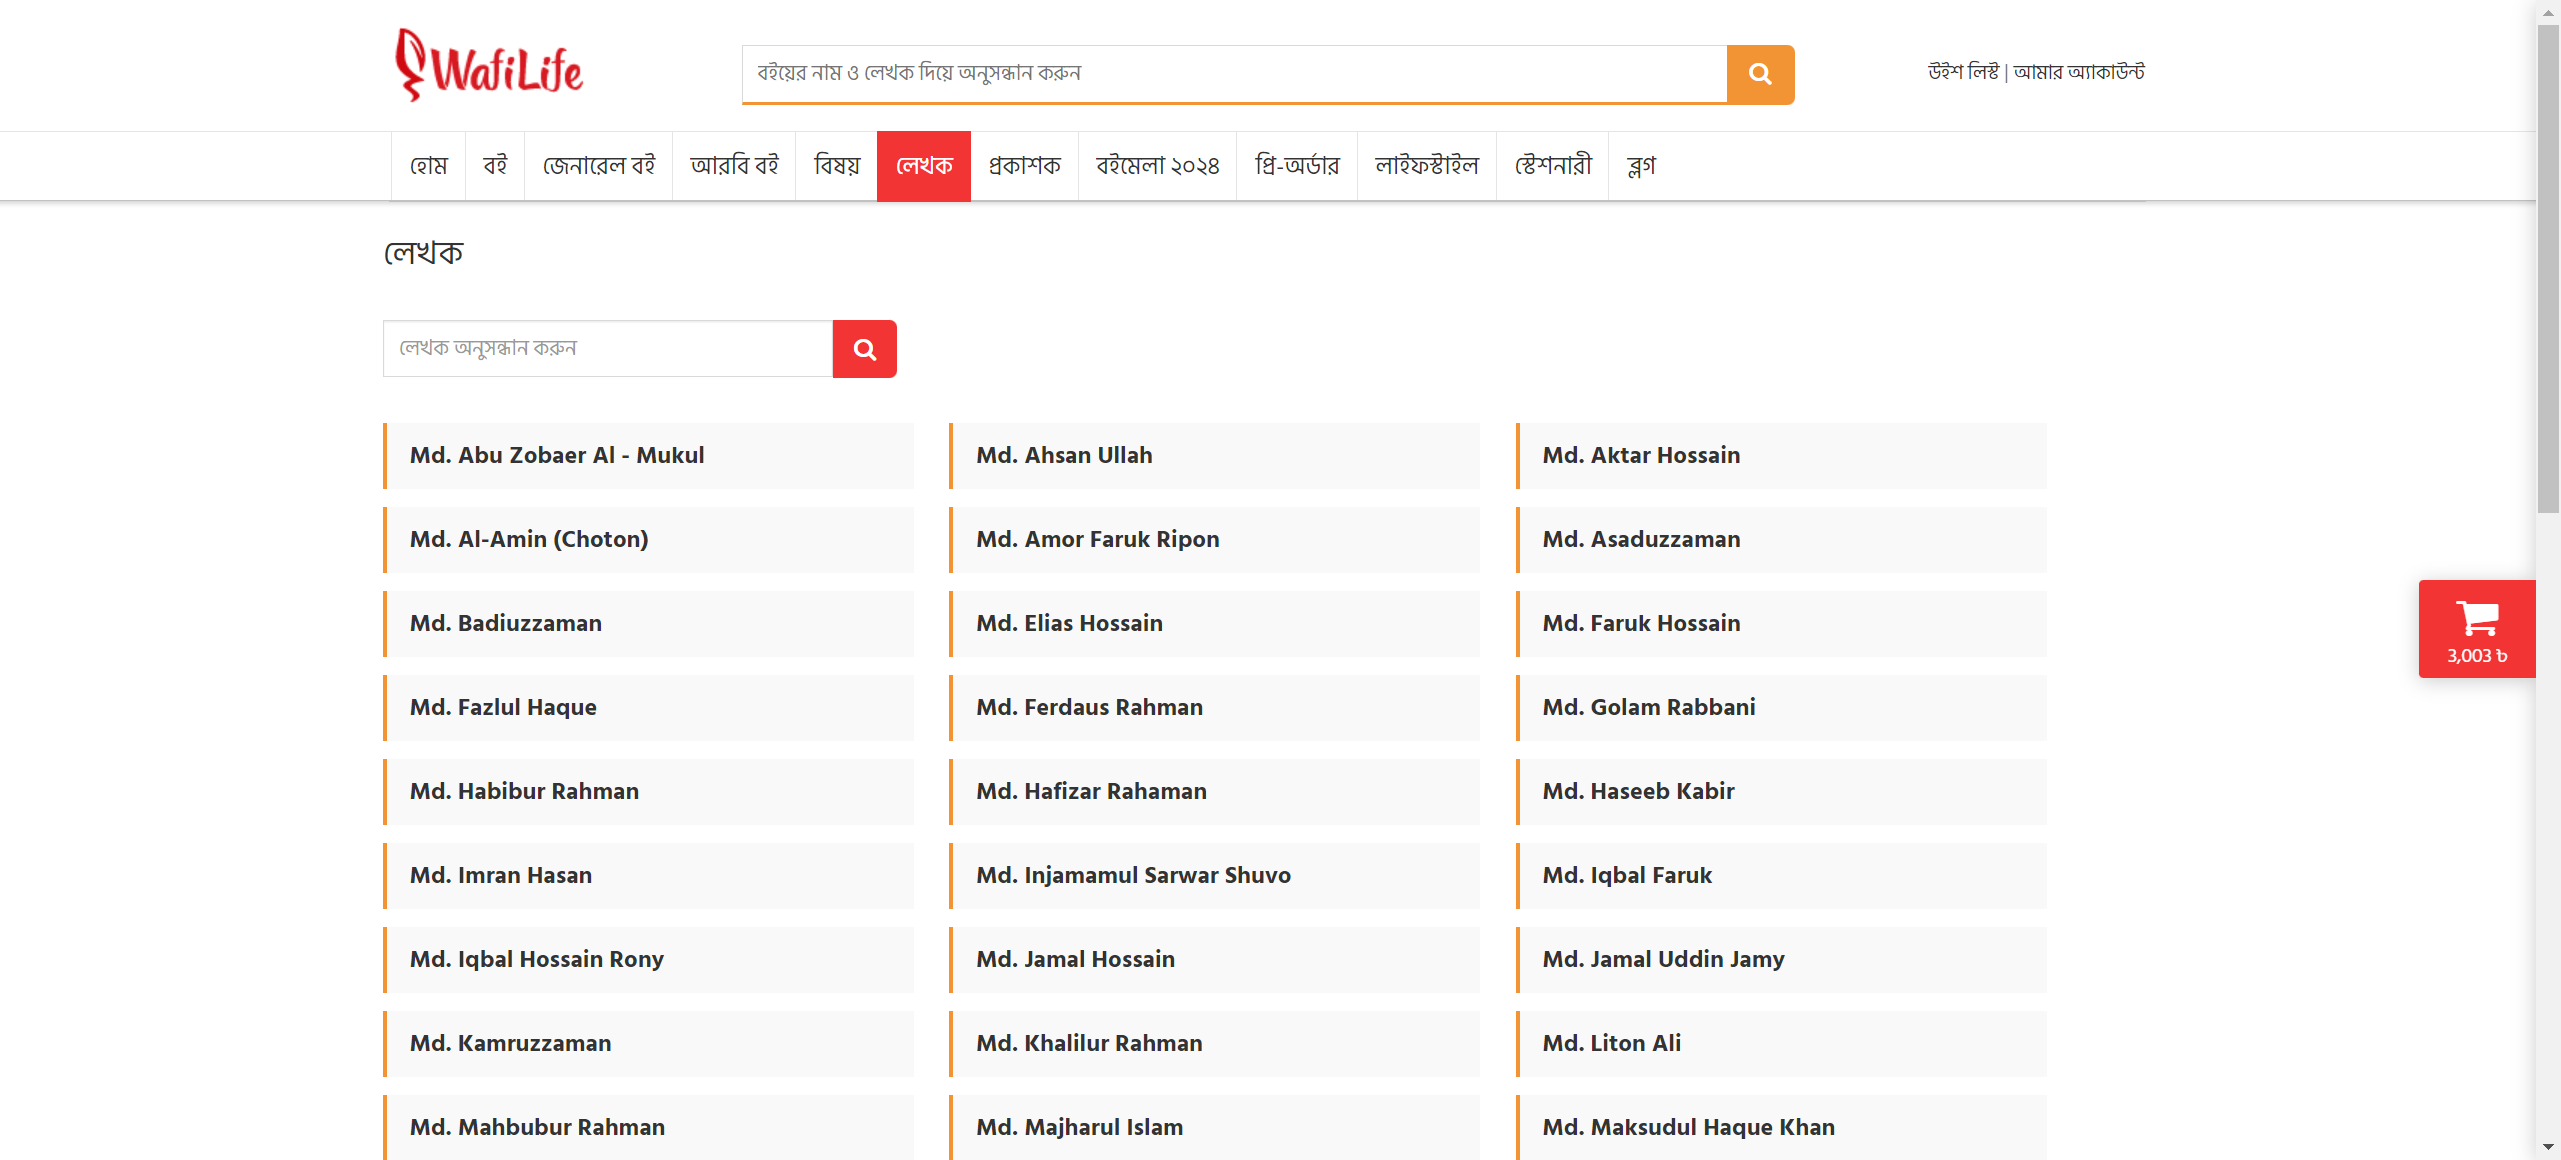 WafiLife
বইয়ের নাম ও লেখক দিয়ে অনুসন্ধান করুন
উইশ লিস্ট | আমার অ্যাকাউন্ট
হোম বই জেনারেল বই আরবি বই বিষয় লেখক প্রকাশক বইমেলা ২০২৪ প্রি-অর্ডার লাইফস্টাইল স্টেশনারী ব্লগ
লেখক
লেখক অনুসন্ধান করুন
Md. Abu Zobaer Al - Mukul Md. Ahsan Ullah Md. Aktar Hossain
Md. Al-Amin (Choton) Md. Amor Faruk Ripon Md. Asaduzzaman
Md. Badiuzzaman Md. Elias Hossain Md. Faruk Hossain
3,003 ৳
Md. Fazlul Haque Md. Ferdaus Rahman Md. Golam Rabbani
Md. Habibur Rahman Md. Hafizar Rahaman Md. Haseeb Kabir
Md. Imran Hasan Md. Injamamul Sarwar Shuvo Md. Iqbal Faruk
Md. Iqbal Hossain Rony Md. Jamal Hossain Md. Jamal Uddin Jamy
Md. Kamruzzaman Md. Khalilur Rahman Md. Liton Ali
Md. Mahbubur Rahman Md. Majharul Islam Md. Maksudul Haque Khan